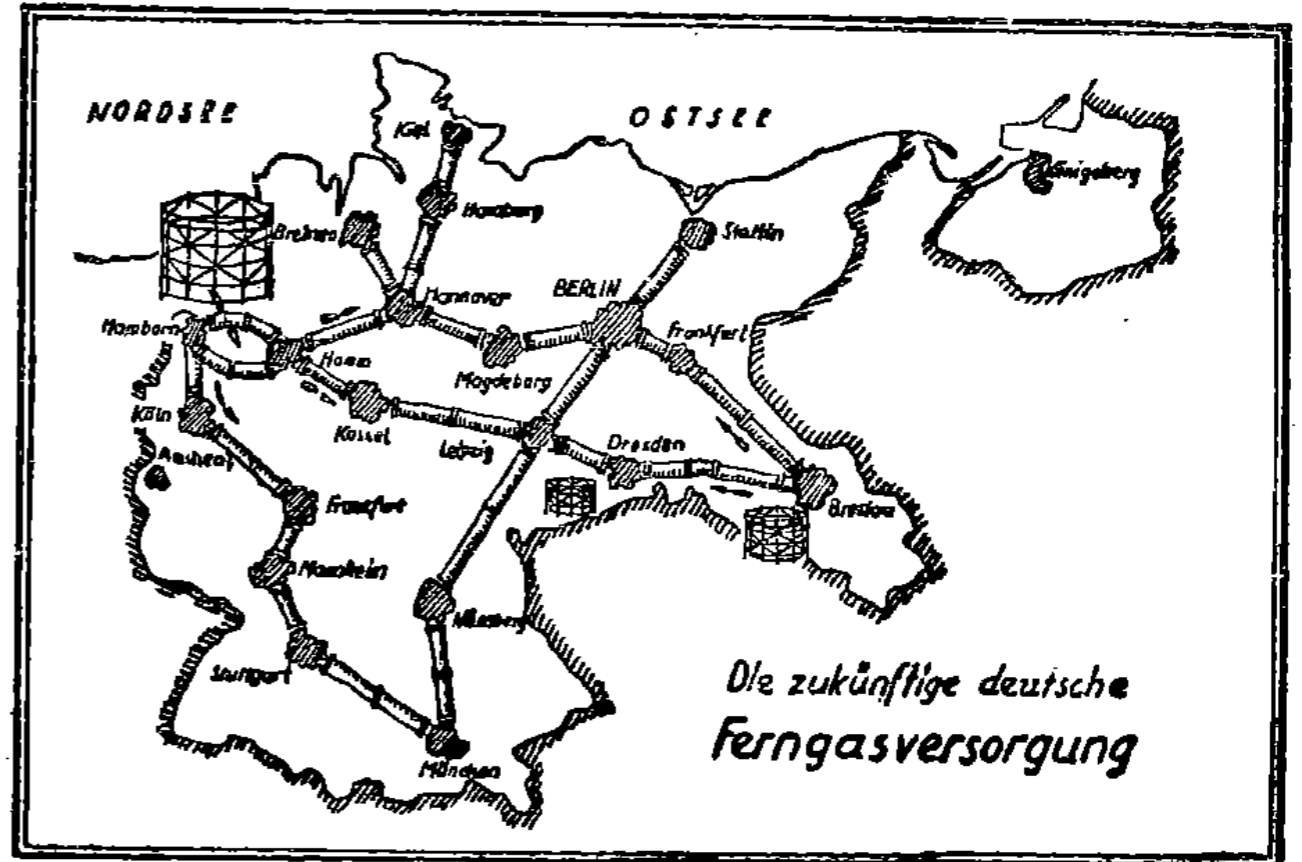 NORDSEE
OSTSEE
Kiel
Hamburg
Königsberg
Bremen
Stettin
Hannover
BERLIN
Hamborn
Hamm
Frankfurt
Magdeburg
Köln
Kassel
Leipzig
Dresden
Aachen
Frankfurt
Breslau
Mannheim
Nürnberg
Stuttgart
München
Die zukünftige deutsche
Ferngasversorgung